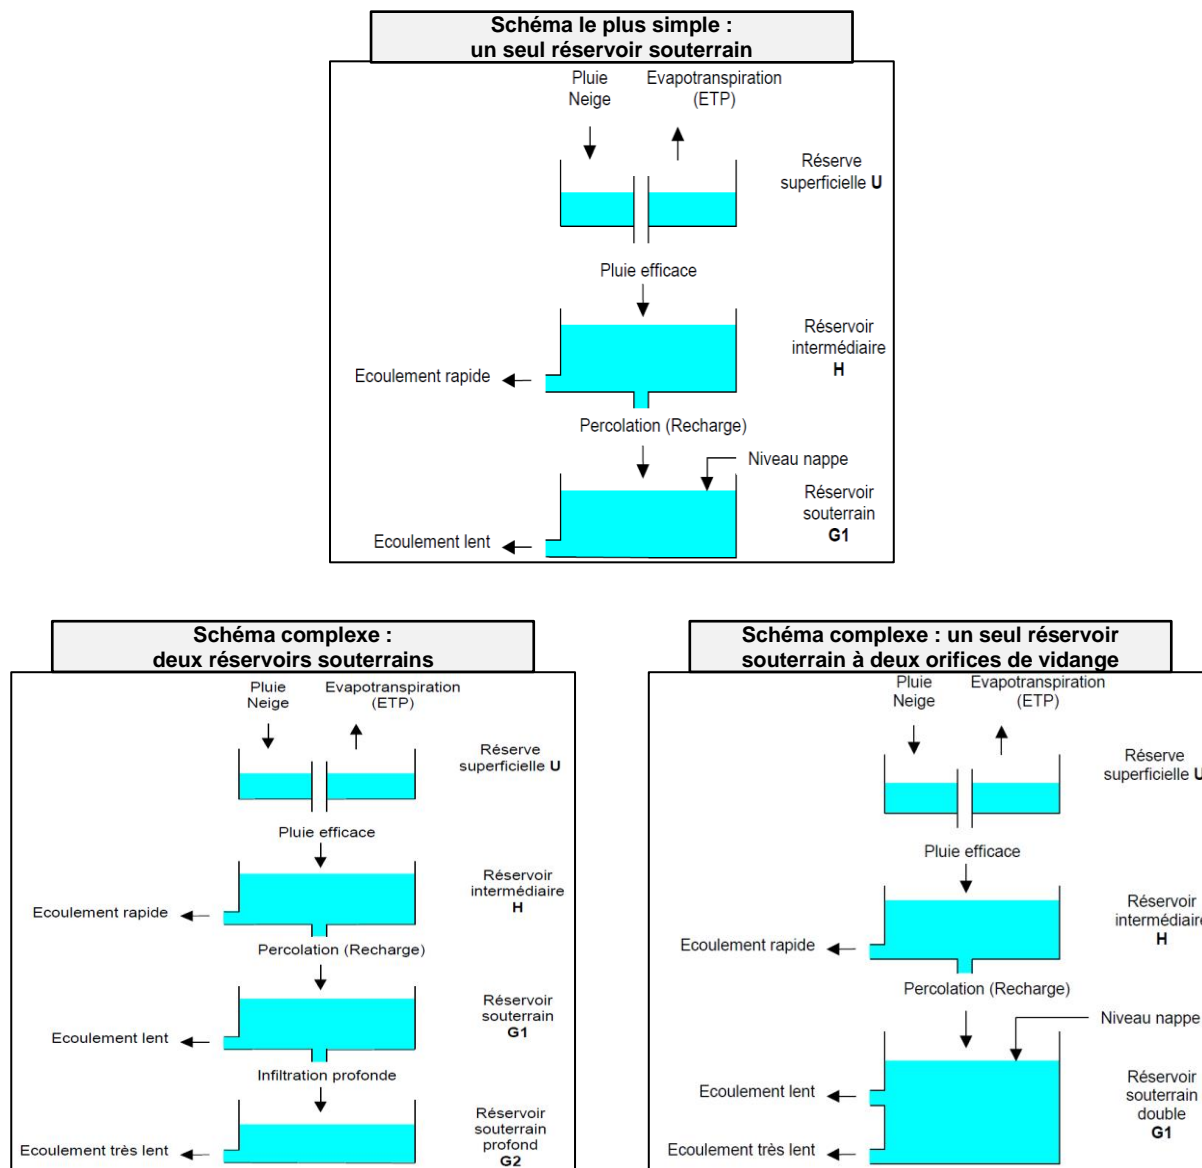 Schéma le plus simple :
un seul réservoir souterrain
Pluie
Neige
Evapotranspiration
(ETP)
Réserve
superficielle U
Pluie efficace
Réservoir
intermédiaire
H
Ecoulement rapide
Percolation (Recharge)
Niveau nappe
Réservoir
souterrain
G1
Ecoulement lent
Schéma complexe :
deux réservoirs souterrains
Pluie
Neige
Evapotranspiration
(ETP)
Réserve
superficielle U
Pluie efficace
Réservoir
intermédiaire
H
Ecoulement rapide
Percolation (Recharge)
Réservoir
souterrain
G1
Ecoulement lent
Infiltration profonde
Réservoir
souterrain
profond
G2
Ecoulement très lent
Schéma complexe : un seul réservoir
souterrain à deux orifices de vidange
Pluie
Neige
Evapotranspiration
(ETP)
Réserve
superficielle U
Pluie efficace
Réservoir
intermédiaire
H
Ecoulement rapide
Percolation (Recharge)
Niveau nappe
Ecoulement lent
Réservoir
souterrain
double
G1
Ecoulement très lent